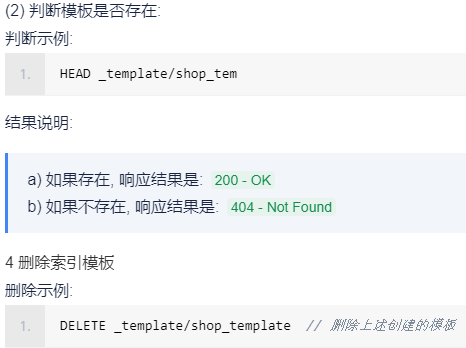 (2) 判断模板是否存在:
判断示例:
1. HEAD _template/shop_tem
结果说明:
a) 如果存在, 响应结果是: 200 - OK
b) 如果不存在, 响应结果是: 404 - Not Found
4 删除索引模板
删除示例:
1. DELETE _template/shop_template // 删除上述创建的模板